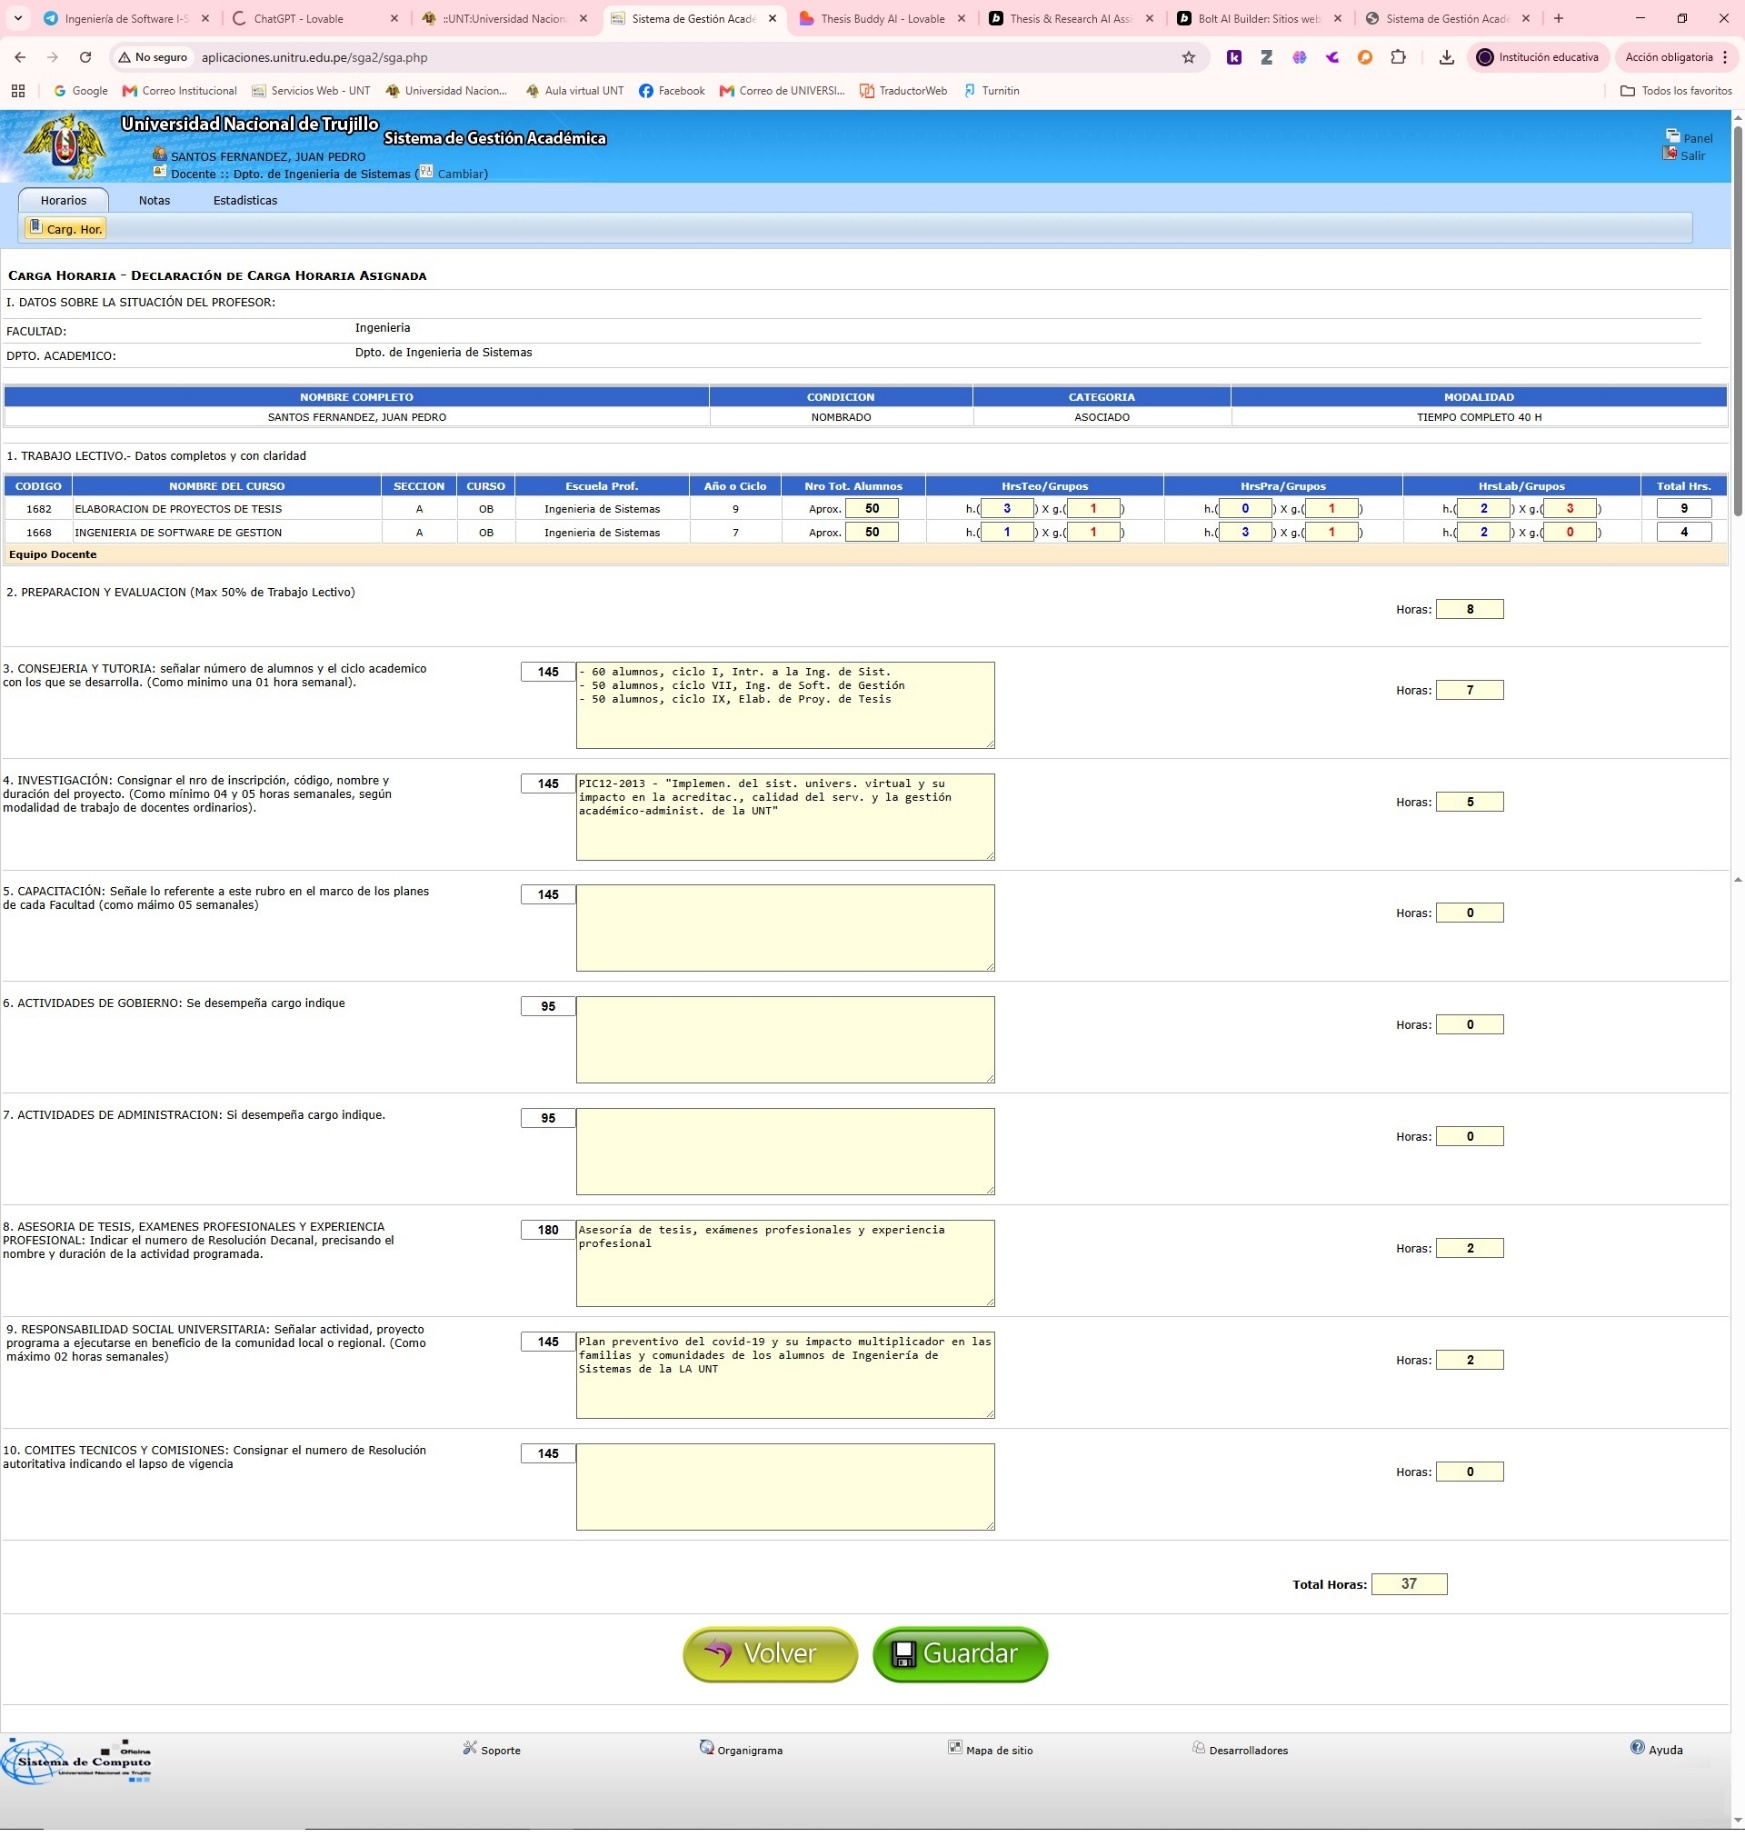 Ingeniería de Software I-S
ChatGPT - Lovable
::UNT:Universidad Nacion
Sistema de Gestión Acadé
Thesis Buddy AI - Lovable
Thesis & Research AI Assi
Bolt AI Builder: Sitios web
Sistema de Gestión Acadé
No seguro
aplicaciones.unitru.edu.pe/sga2/sga.php
Institución educativa
Acción obligatoria
Google
Correo Institucional
Servicios Web - UNT
Universidad Nacion...
Aula virtual UNT
Facebook
Correo de UNIVERSI...
TraductorWeb
Turnitin
Todos los favoritos
Universidad Nacional de Trujillo
Sistema de Gestión Académica
SANTOS FERNANDEZ, JUAN PEDRO
Docente :: Dpto. de Ingenieria de Sistemas ( Cambiar)
Panel
Salir
Horarios Notas Estadisticas
Carg. Hor.
CARGA HORARIA - DECLARACIÓN DE CARGA HORARIA ASIGNADA
I. DATOS SOBRE LA SITUACIÓN DEL PROFESOR:
FACULTAD: Ingenieria
DPTO. ACADEMICO: Dpto. de Ingenieria de Sistemas
NOMBRE COMPLETO CONDICION CATEGORIA MODALIDAD
SANTOS FERNANDEZ, JUAN PEDRO NOMBRADO ASOCIADO TIEMPO COMPLETO 40 H
1. TRABAJO LECTIVO.- Datos completos y con claridad
CODIGO NOMBRE DEL CURSO SECCION CURSO Escuela Prof. Año o Ciclo Nro Tot. Alumnos HrsTeo/Grupos HrsPra/Grupos HrsLab/Grupos Total Hrs.
1682 ELABORACION DE PROYECTOS DE TESIS A OB Ingenieria de Sistemas 9 Aprox. 50 h.( 3 ) X g.( 1 ) h.( 0 ) X g.( 1 ) h.( 2 ) X g.( 3 ) 9
1668 INGENIERIA DE SOFTWARE DE GESTION A OB Ingenieria de Sistemas 7 Aprox. 50 h.( 1 ) X g.( 1 ) h.( 3 ) X g.( 1 ) h.( 2 ) X g.( 0 ) 4
Equipo Docente
2. PREPARACION Y EVALUACION (Max 50% de Trabajo Lectivo)
Horas: 8
3. CONSEJERIA Y TUTORIA: señalar número de alumnos y el ciclo academico
con los que se desarrolla. (Como minimo una 01 hora semanal).
145
- 60 alumnos, ciclo I, Intr. a la Ing. de Sist.
- 50 alumnos, ciclo VII, Ing. de Soft. de Gestión
- 50 alumnos, ciclo IX, Elab. de Proy. de Tesis
Horas: 7
4. INVESTIGACIÓN: Consignar el nro de inscripción, código, nombre y
duración del proyecto. (Como mínimo 04 y 05 horas semanales, según
modalidad de trabajo de docentes ordinarios).
145
PIC12-2013 - "Implemen. del sist. univers. virtual y su
impacto en la acreditac., calidad del serv. y la gestión
académico-administ. de la UNT"
Horas: 5
5. CAPACITACIÓN: Señale lo referente a este rubro en el marco de los planes
de cada Facultad (como máimo 05 semanales)
145
Horas: 0
6. ACTIVIDADES DE GOBIERNO: Se desempeña cargo indique
95
Horas: 0
7. ACTIVIDADES DE ADMINISTRACION: Si desempeña cargo indique.
95
Horas: 0
8. ASESORIA DE TESIS, EXAMENES PROFESIONALES Y EXPERIENCIA
PROFESIONAL: Indicar el numero de Resolución Decanal, precisando el
nombre y duración de la actividad programada.
180
Asesoría de tesis, exámenes profesionales y experiencia
profesional
Horas: 2
9. RESPONSABILIDAD SOCIAL UNIVERSITARIA: Señalar actividad, proyecto
programa a ejecutarse en beneficio de la comunidad local o regional. (Como
máximo 02 horas semanales)
145
Plan preventivo del covid-19 y su impacto multiplicador en las
familias y comunidades de los alumnos de Ingeniería de
Sistemas de la LA UNT
Horas: 2
10. COMITES TECNICOS Y COMISIONES: Consignar el numero de Resolución
autoritativa indicando el lapso de vigencia
145
Horas: 0
Total Horas: 37
Volver
Guardar
Oficina
Sistema de Computo
Universidad Nacional de Trujillo
Soporte
Organigrama
Mapa de sitio
Desarrolladores
Ayuda